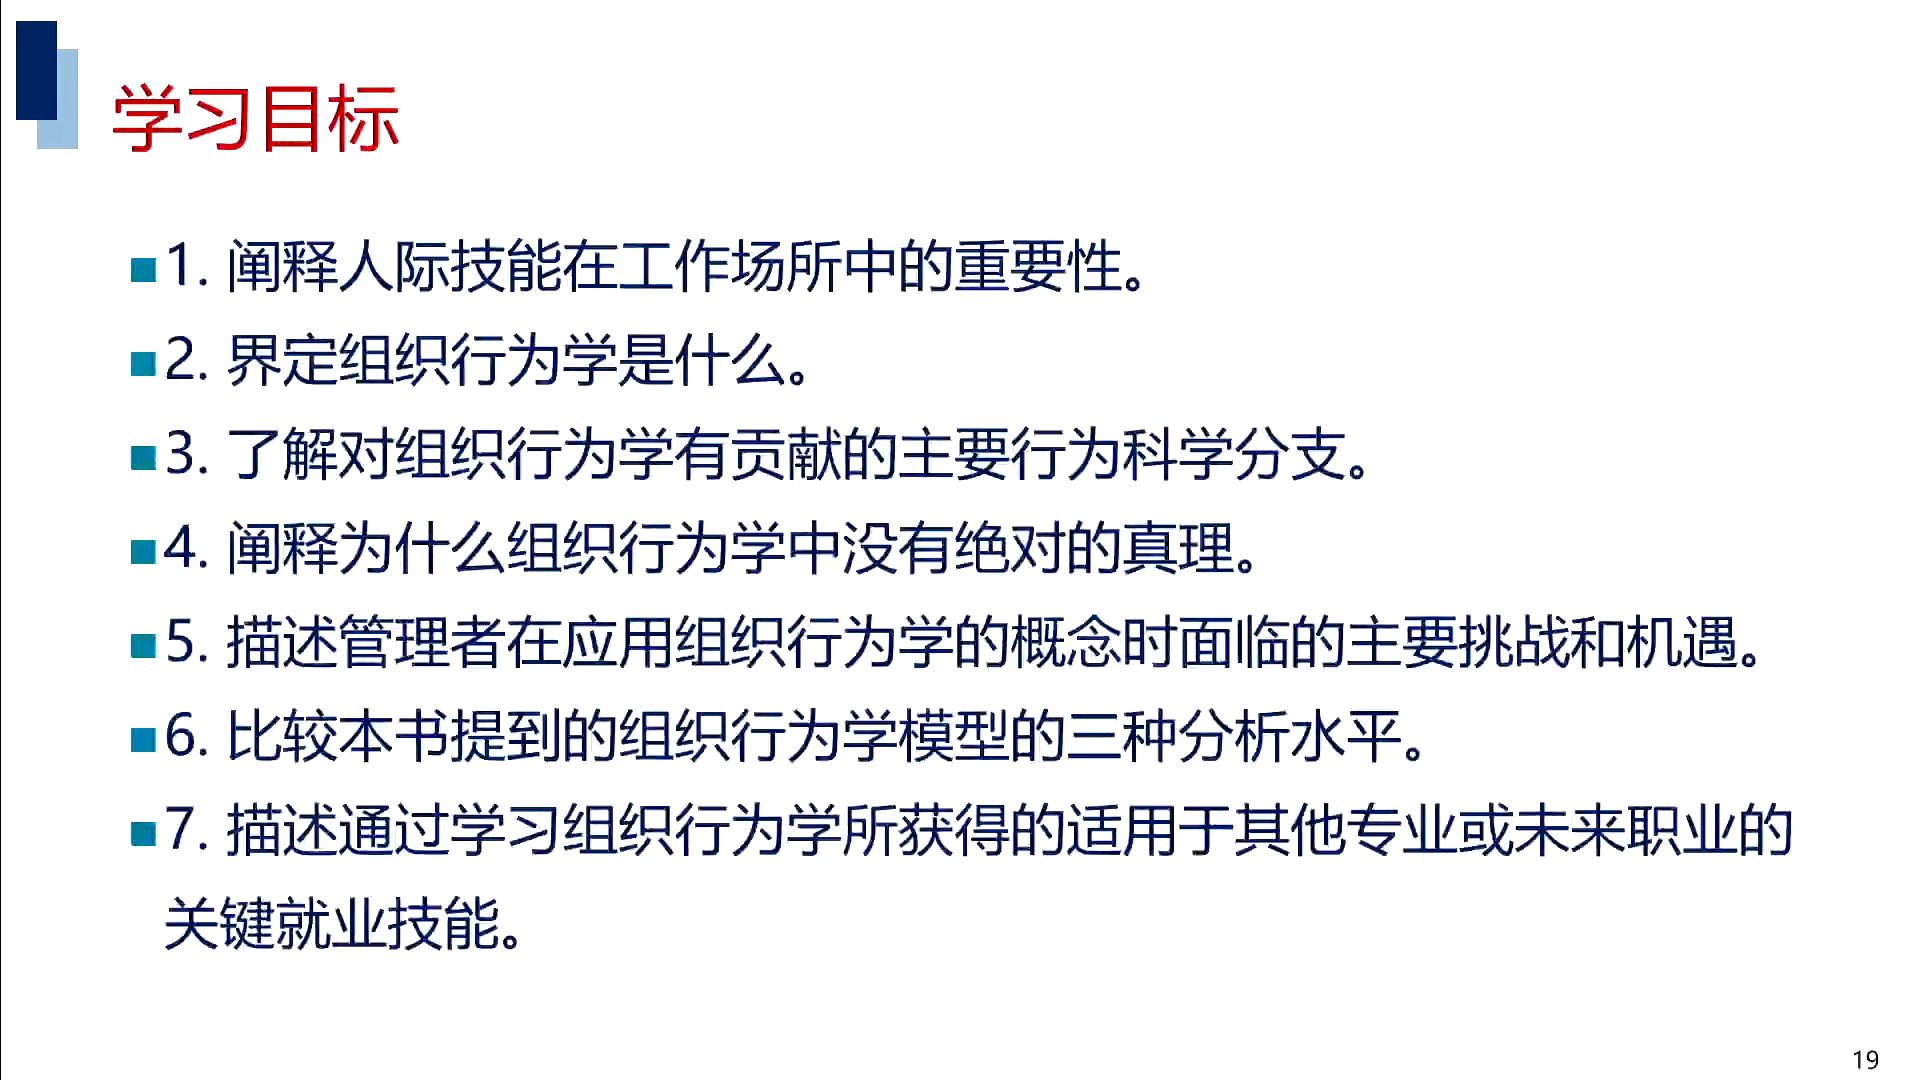 学习目标
1. 阐释人际技能在工作场所中的重要性。
2. 界定组织行为学是什么。
3. 了解对组织行为学有贡献的主要行为科学分支。
4. 阐释为什么组织行为学中没有绝对的真理。
5. 描述管理者在应用组织行为学的概念时面临的主要挑战和机遇。
6. 比较本书提到的组织行为学模型的三种分析水平。
7. 描述通过学习组织行为学所获得的适用于其他专业或未来职业的
关键就业技能。
19